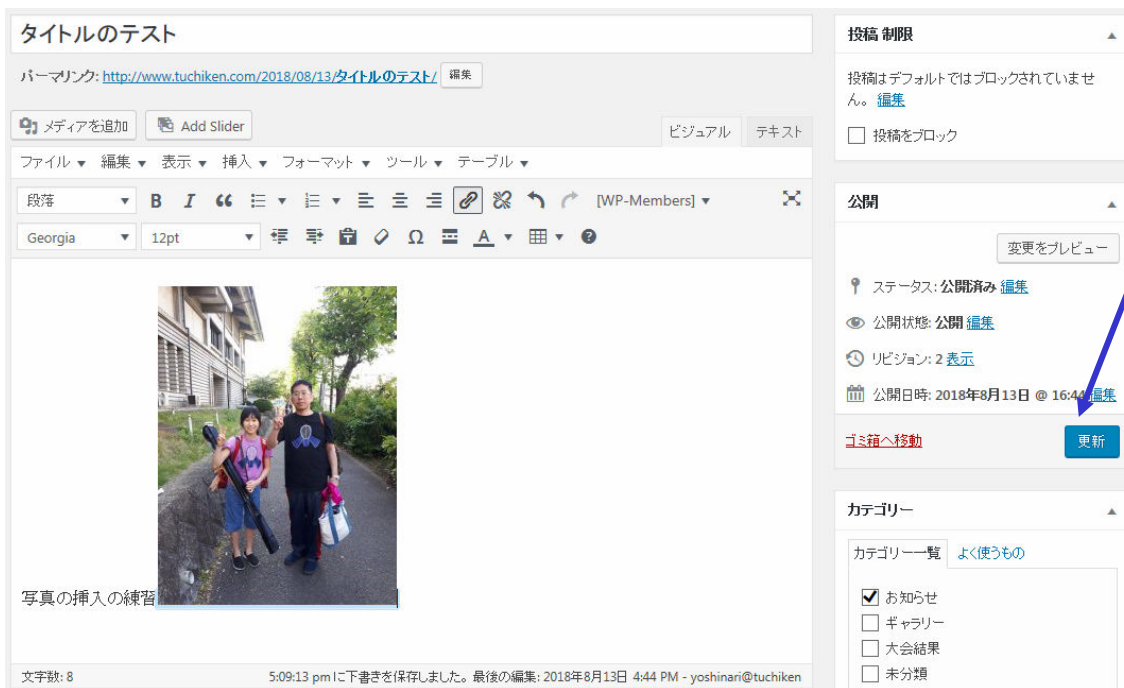 タイトルのテスト
パーマリンク: http://www.tuchiken.com/2018/08/13/タイトルのテスト/ 編集
メディアを追加 Add Slider
ビジュアル テキスト
ファイル 編集 表示 挿入 フォーマット ツール テーブル
段落 B I [WP-Members]
Georgia 12pt Ω A
写真の挿入の練習
文字数: 8
5:09:13 pm に下書きを保存しました。最後の編集: 2018年8月13日 4:44 PM - yoshinari@tuchiken
投稿 制限
投稿はデフォルトではブロックされていませ
ん。 編集
投稿をブロック
公開
変更をプレビュー
ステータス: 公開済み 編集
公開状態: 公開 編集
リビジョン: 2 表示
公開日時: 2018年8月13日 @ 16:44 編集
ゴミ箱へ移動 更新
カテゴリー
カテゴリー一覧 よく使うもの
お知らせ
ギャラリー
大会結果
未分類